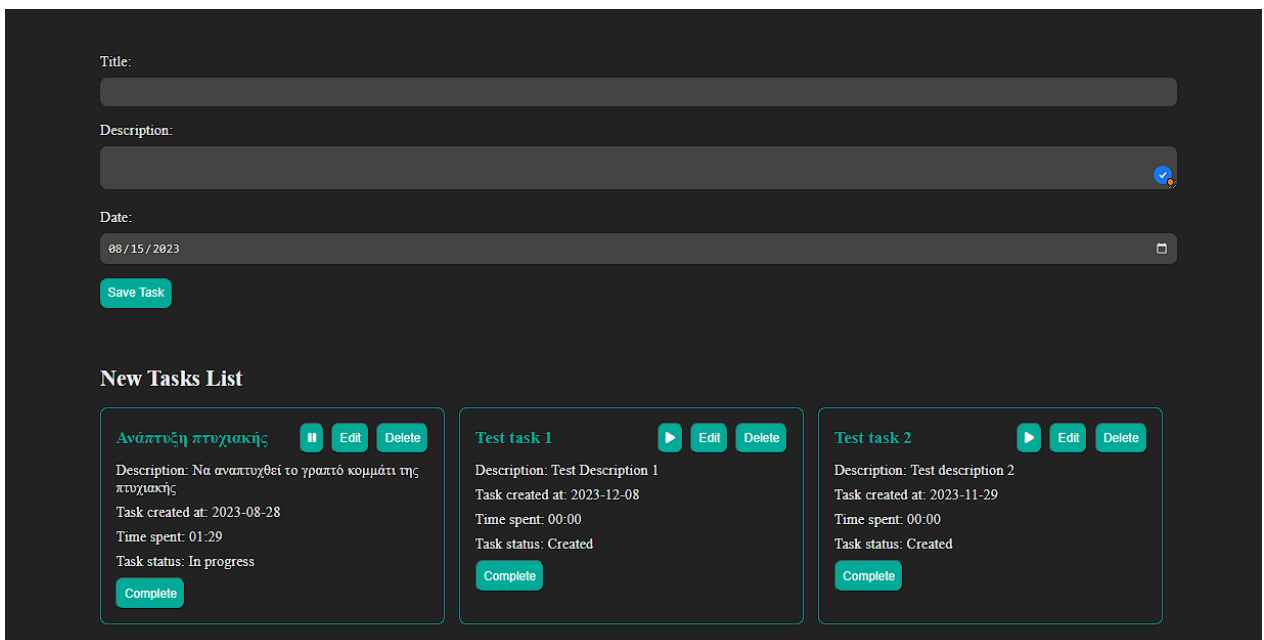 Title:
Description:
Date:
08/15/2023
Save Task
New Tasks List
Ανάπτυξη πτυχιακής
Edit
Delete
Description: Να αναπτυχθεί το γραπτό κομμάτι της
πτυχιακής
Task created at: 2023-08-28
Time spent: 01:29
Task status: In progress
Complete
Test task 1
Edit
Delete
Description: Test Description 1
Task created at: 2023-12-08
Time spent: 00:00
Task status: Created
Complete
Test task 2
Edit
Delete
Description: Test description 2
Task created at: 2023-11-29
Time spent: 00:00
Task status: Created
Complete